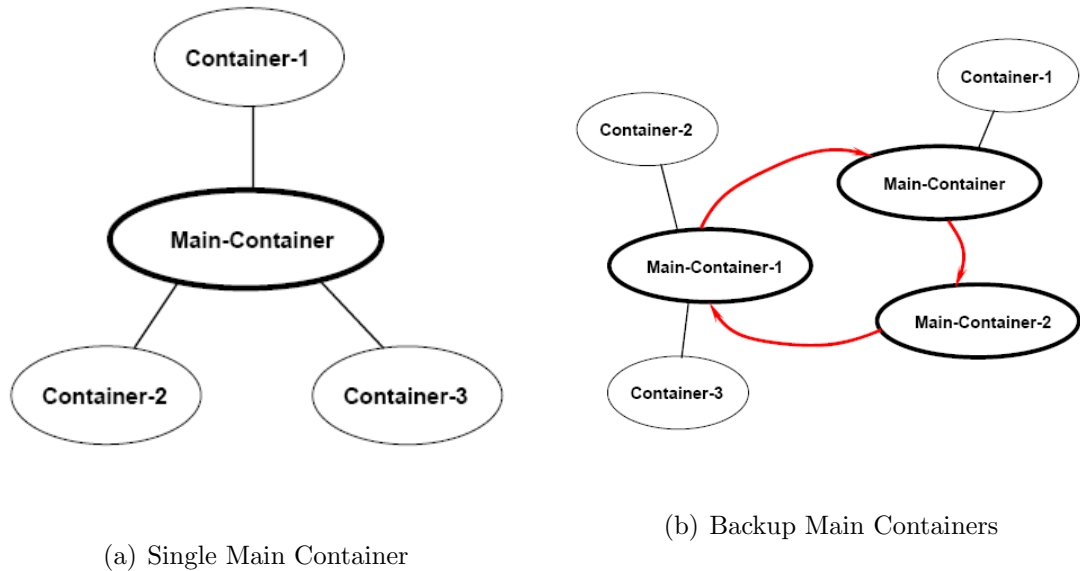 Container-1
Main-Container
Container-2
Container-3
(a) Single Main Container
Container-1
Container-2
Main-Container
Main-Container-1
Main-Container-2
Container-3
(b) Backup Main Containers